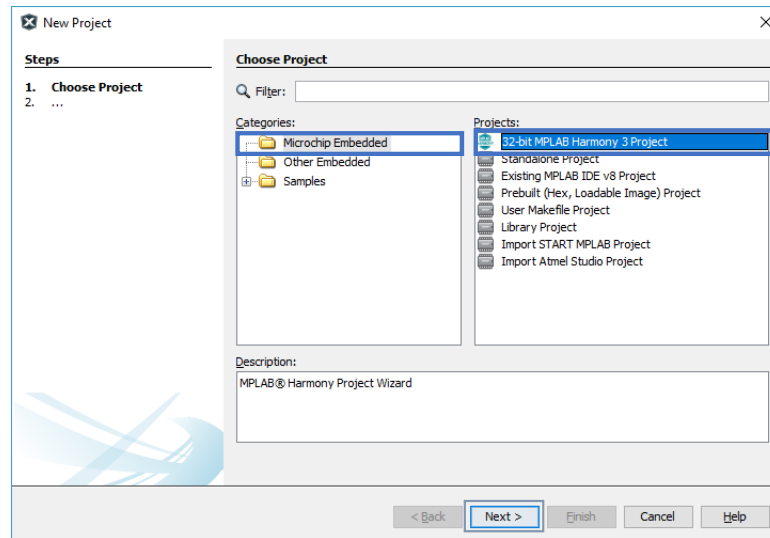 New Project
Steps
1. Choose Project
2. ...
Choose Project
Filter:
Categories:
Microchip Embedded
Other Embedded
Samples
Projects:
32-bit MPLAB Harmony 3 Project
Standalone Project
Existing MPLAB IDE v8 Project
Prebuilt (Hex, Loadable Image) Project
User Makefile Project
Library Project
Import START MPLAB Project
Import Atmel Studio Project
Description:
MPLAB® Harmony Project Wizard
< Back Next > Finish Cancel Help